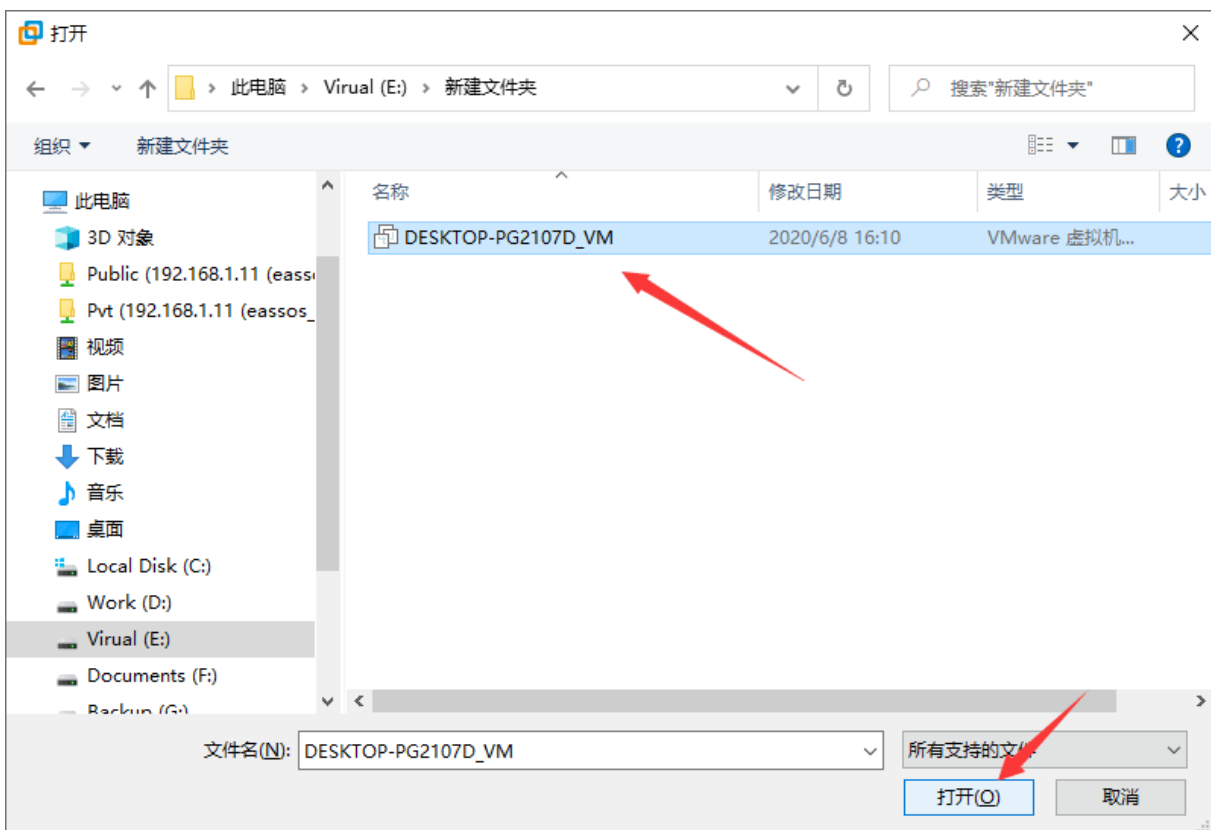 打开
此电脑 › Virual (E:) › 新建文件夹
搜索"新建文件夹"
组织
新建文件夹
名称
修改日期
类型
大小
DESKTOP-PG2107D_VM
2020/6/8 16:10
VMware 虚拟机...
此电脑
3D 对象
Public (192.168.1.11 (easso
Pvt (192.168.1.11 (eassos_
视频
图片
文档
下载
音乐
桌面
Local Disk (C:)
Work (D:)
Virual (E:)
Documents (F:)
Backup (G:)
文件名(N):
DESKTOP-PG2107D_VM
所有支持的文件
打开(O)
取消